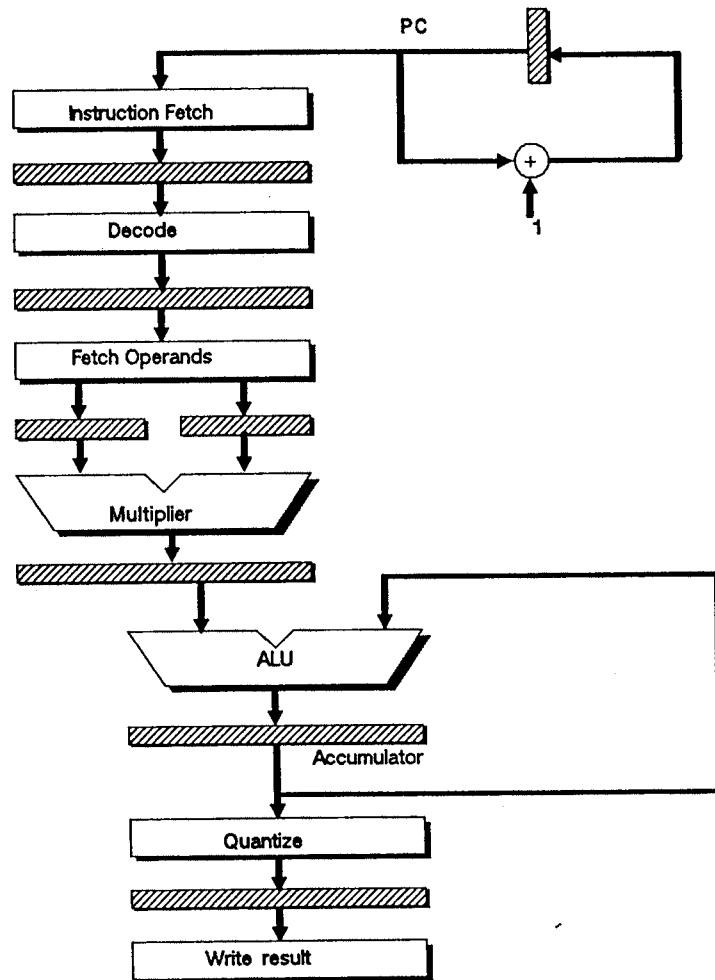 PC
Instruction Fetch
+
1
Decode
Fetch Operands
Multiplier
ALU
Accumulator
Quantize
Write result